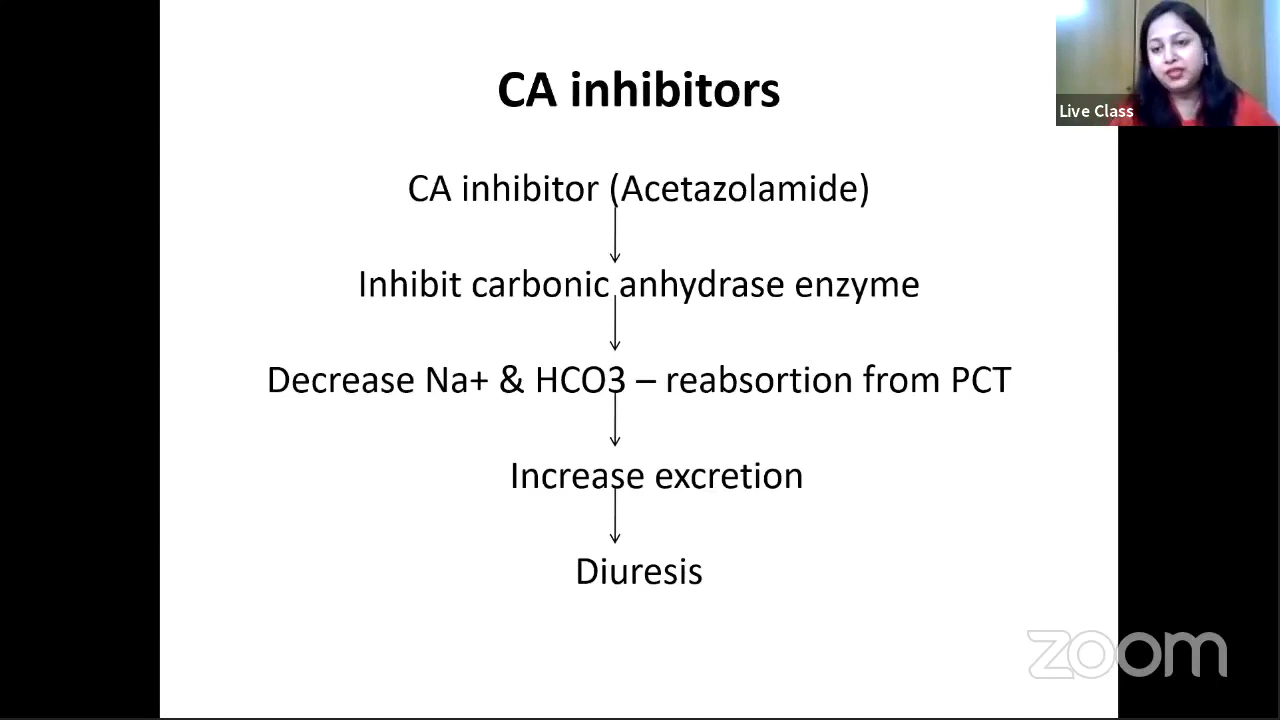 CA inhibitors
Live Class
CA inhibitor (Acetazolamide)
Inhibit carbonic anhydrase enzyme
Decrease Na+ & HCO3 – reabsortion from PCT
Increase excretion
Diuresis
zoom